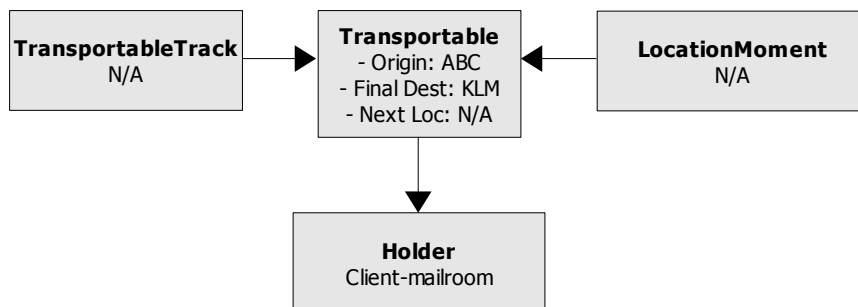 TransportableTrack
N/A
Transportable
- Origin: ABC
- Final Dest: KLM
- Next Loc: N/A
LocationMoment
N/A
Holder
Client-mailroom